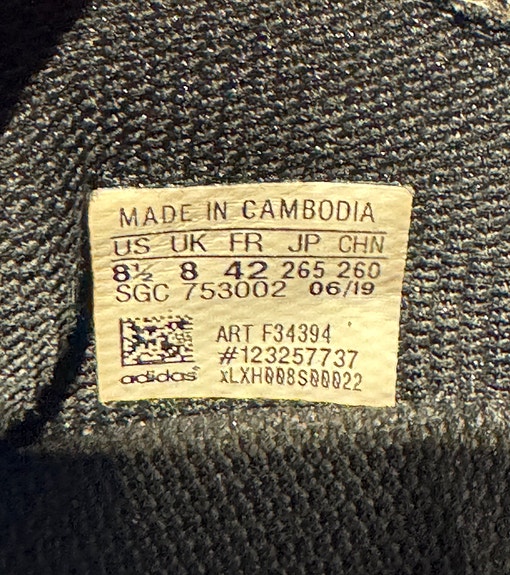 MADE IN CAMBODIA
US UK FR JP CHN
8½ 8 42 265 260
SGC 753002 06/19
ART F34394
#123257737
adidas xLXH008S00022